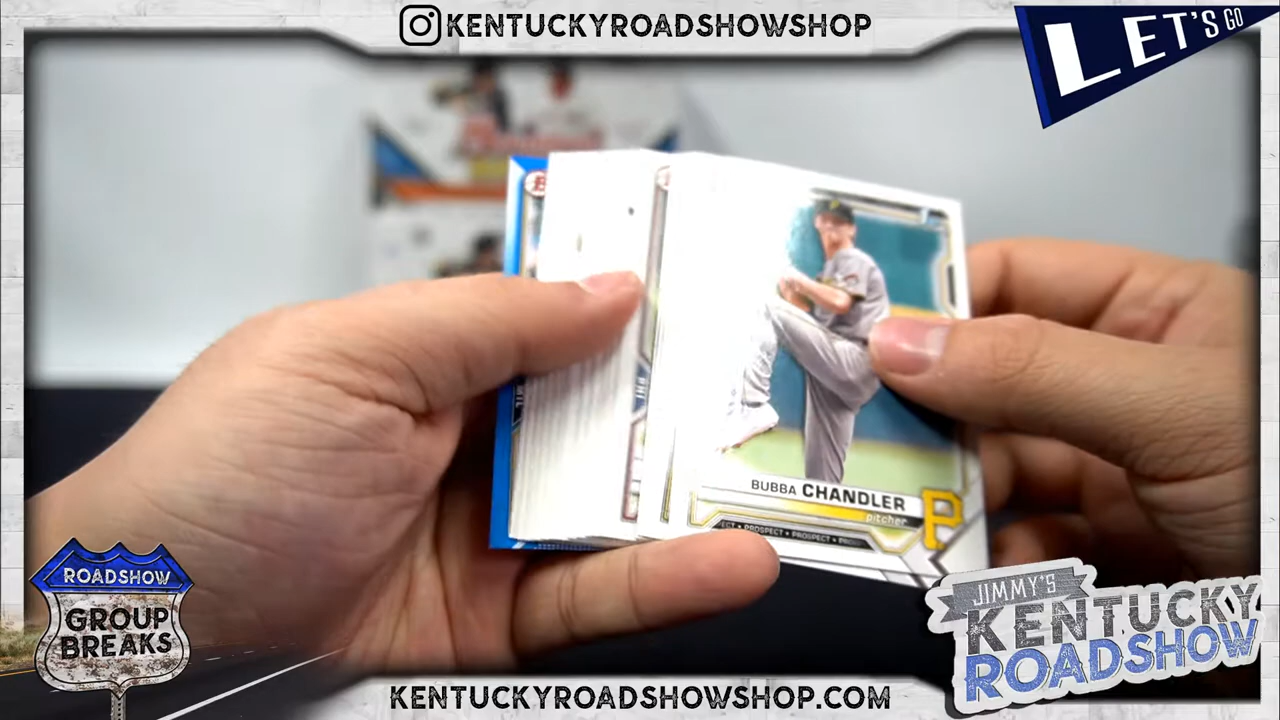 KENTUCKYROADSHOWSHOP
LET'S GO
BUBBA CHANDLER
pitcher
PROSPECT • PROSPECT
P
ROADSHOW
GROUP
BREAKS
JIMMY'S
KENTUCKY
ROADSHOW
KENTUCKYROADSHOWSHOP.COM